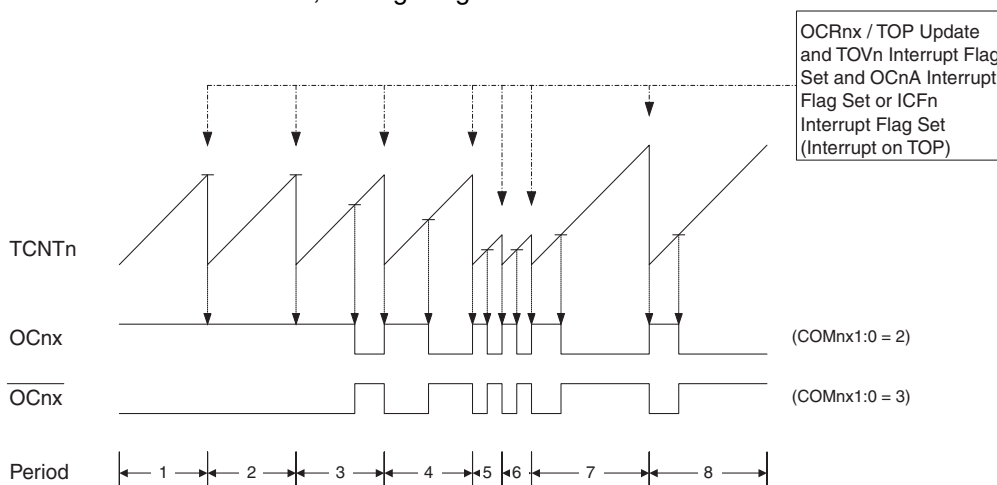 OCRnx / TOP Update
and TOVn Interrupt Flag
Set and OCnA Interrupt
Flag Set or ICFn
Interrupt Flag Set
(Interrupt on TOP)
TCNTn
OCnx
(COMnx1:0 = 2)
OCnx
(COMnx1:0 = 3)
Period 1 2 3 4 5 6 7 8